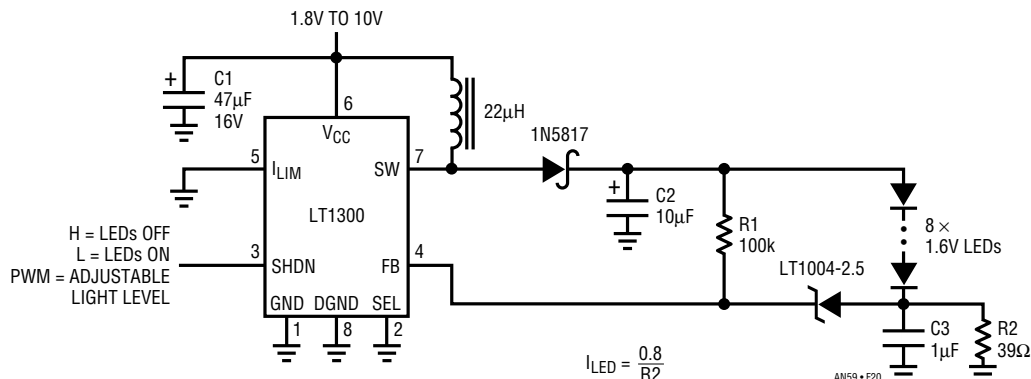 1.8V TO 10V
+
C1
47µF
16V
6
VCC
22µH
1N5817
5
ILIM
SW
7
LT1300
+
C2
10µF
R1
100k
8 ×
1.6V LEDs
H = LEDs OFF
L = LEDs ON
PWM = ADJUSTABLE
LIGHT LEVEL
3
SHDN
FB
4
LT1004-2.5
GND
DGND
SEL
1
8
2
C3
1µF
R2
39Ω
ILED = 0.8
R2
AN59 • F20